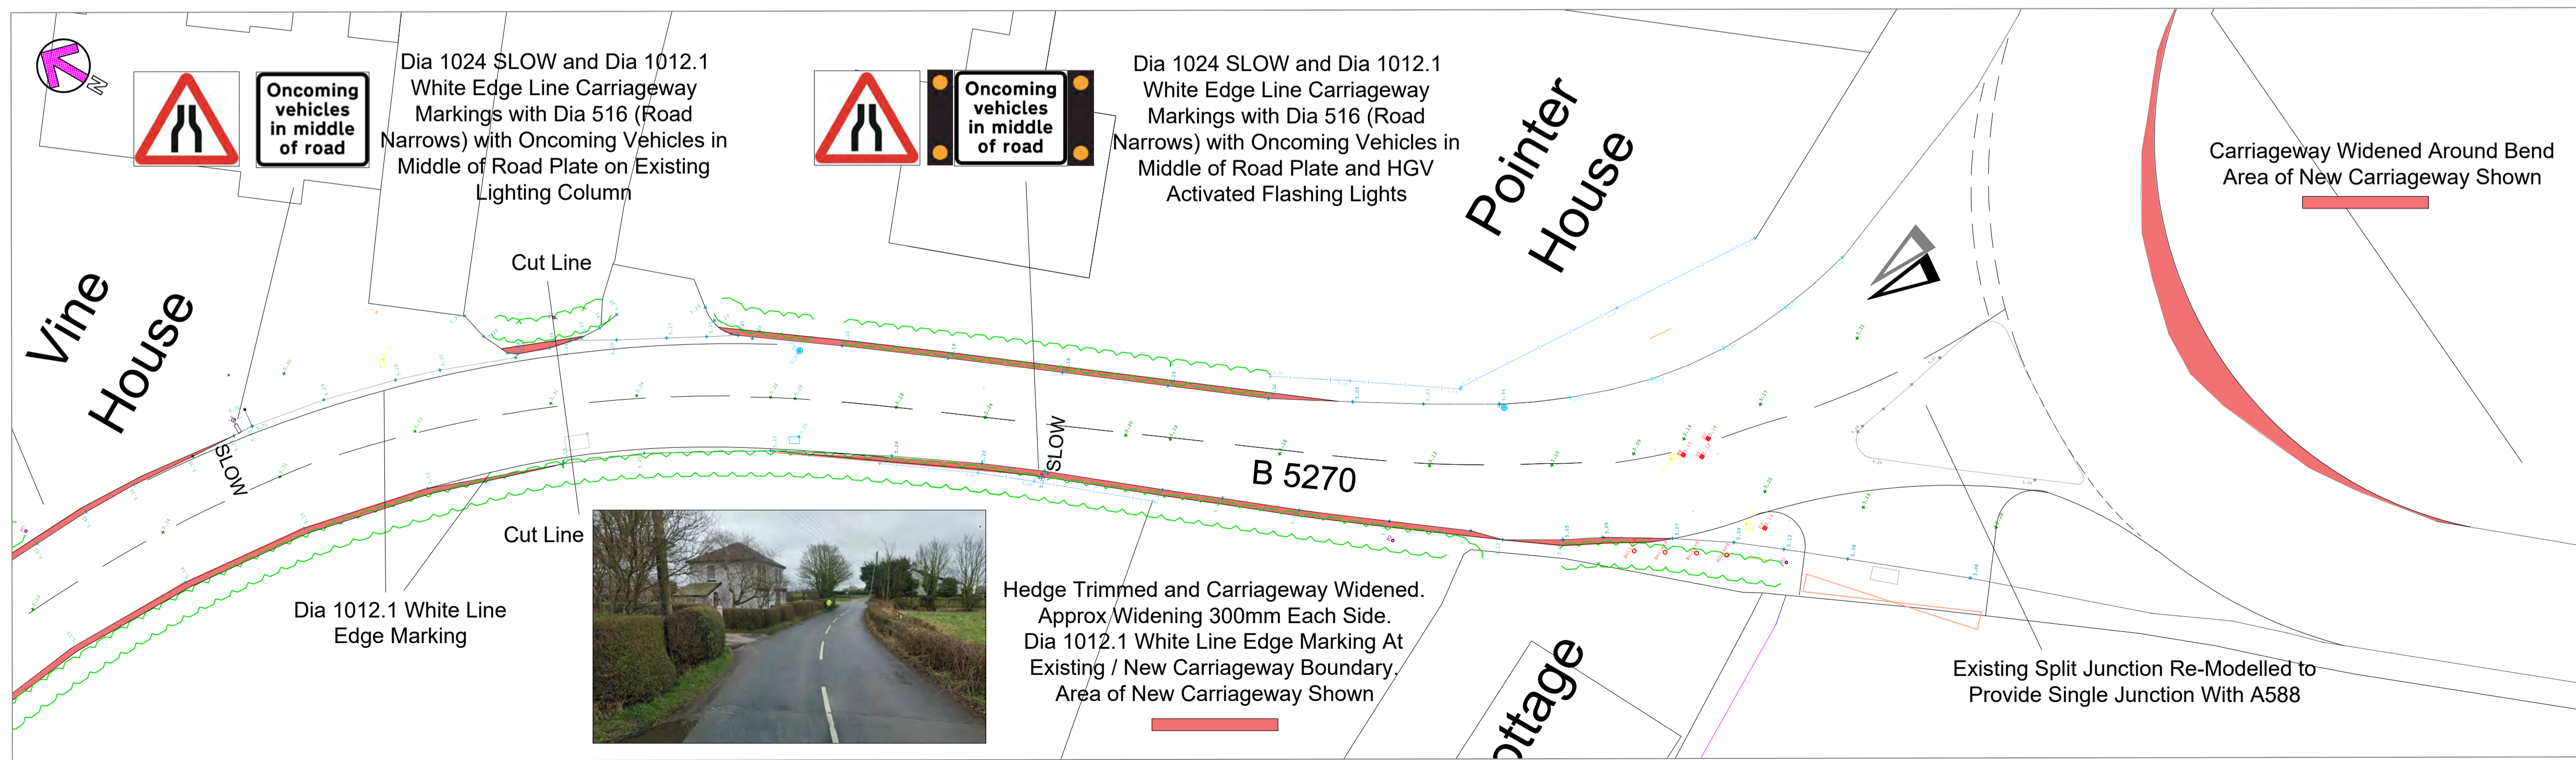 N
Oncoming
vehicles
in middle
of road
Dia 1024 SLOW and Dia 1012.1
White Edge Line Carriageway
Markings with Dia 516 (Road
Narrows) with Oncoming Vehicles in
Middle of Road Plate on Existing
Lighting Column
Oncoming
vehicles
in middle
of road
Dia 1024 SLOW and Dia 1012.1
White Edge Line Carriageway
Markings with Dia 516 (Road
Narrows) with Oncoming Vehicles in
Middle of Road Plate and HGV
Activated Flashing Lights
Pointer
House
Carriageway Widened Around Bend
Area of New Carriageway Shown
Cut Line
Vine
House
SLOW
SLOW
B 5270
Cut Line
Dia 1012.1 White Line
Edge Marking
Hedge Trimmed and Carriageway Widened.
Approx Widening 300mm Each Side.
Dia 1012.1 White Line Edge Marking At
Existing / New Carriageway Boundary.
Area of New Carriageway Shown
ottage
Existing Split Junction Re-Modelled to
Provide Single Junction With A588